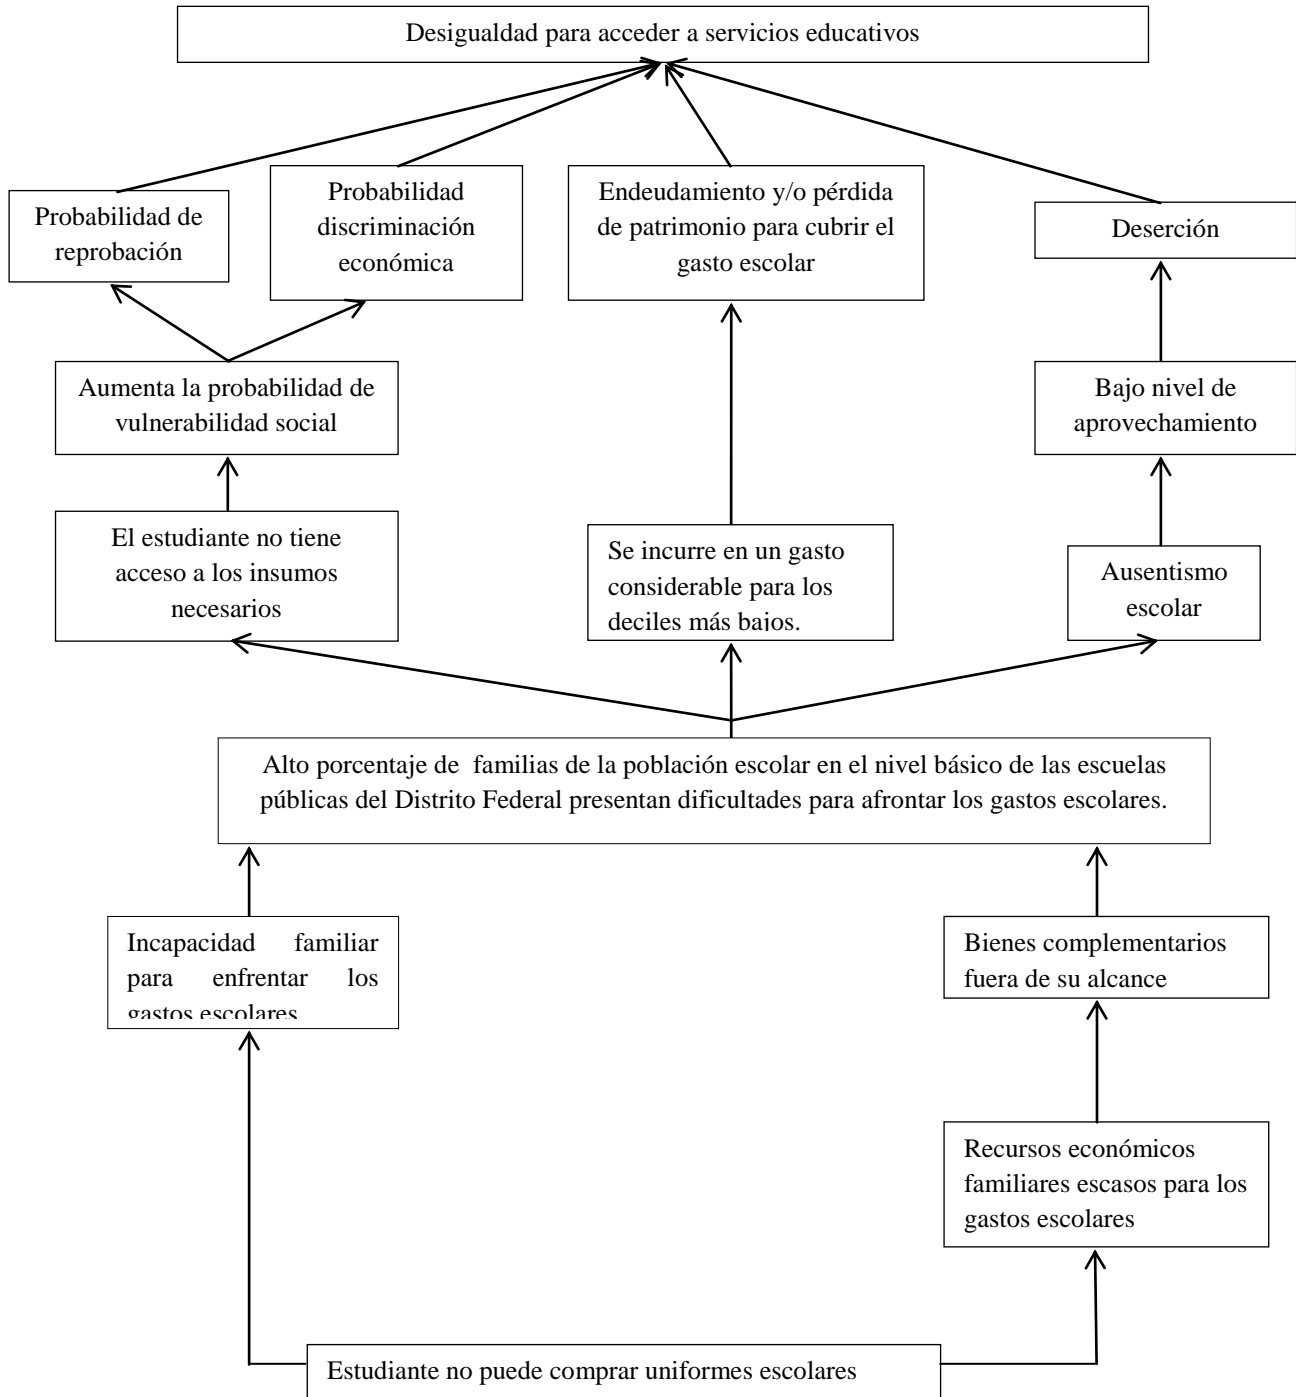 Desigualdad para acceder a servicios educativos
Probabilidad de
reprobación
Probabilidad
discriminación
económica
Endeudamiento y/o pérdida
de patrimonio para cubrir el
gasto escolar
Deserción
Aumenta la probabilidad de
vulnerabilidad social
Bajo nivel de
aprovechamiento
El estudiante no tiene
acceso a los insumos
necesarios
Se incurre en un gasto
considerable para los
deciles más bajos.
Ausentismo
escolar
Alto porcentaje de familias de la población escolar en el nivel básico de las escuelas
públicas del Distrito Federal presentan dificultades para afrontar los gastos escolares.
Incapacidad familiar
para enfrentar los
gastos escolares
Bienes complementarios
fuera de su alcance
Recursos económicos
familiares escasos para los
gastos escolares
Estudiante no puede comprar uniformes escolares